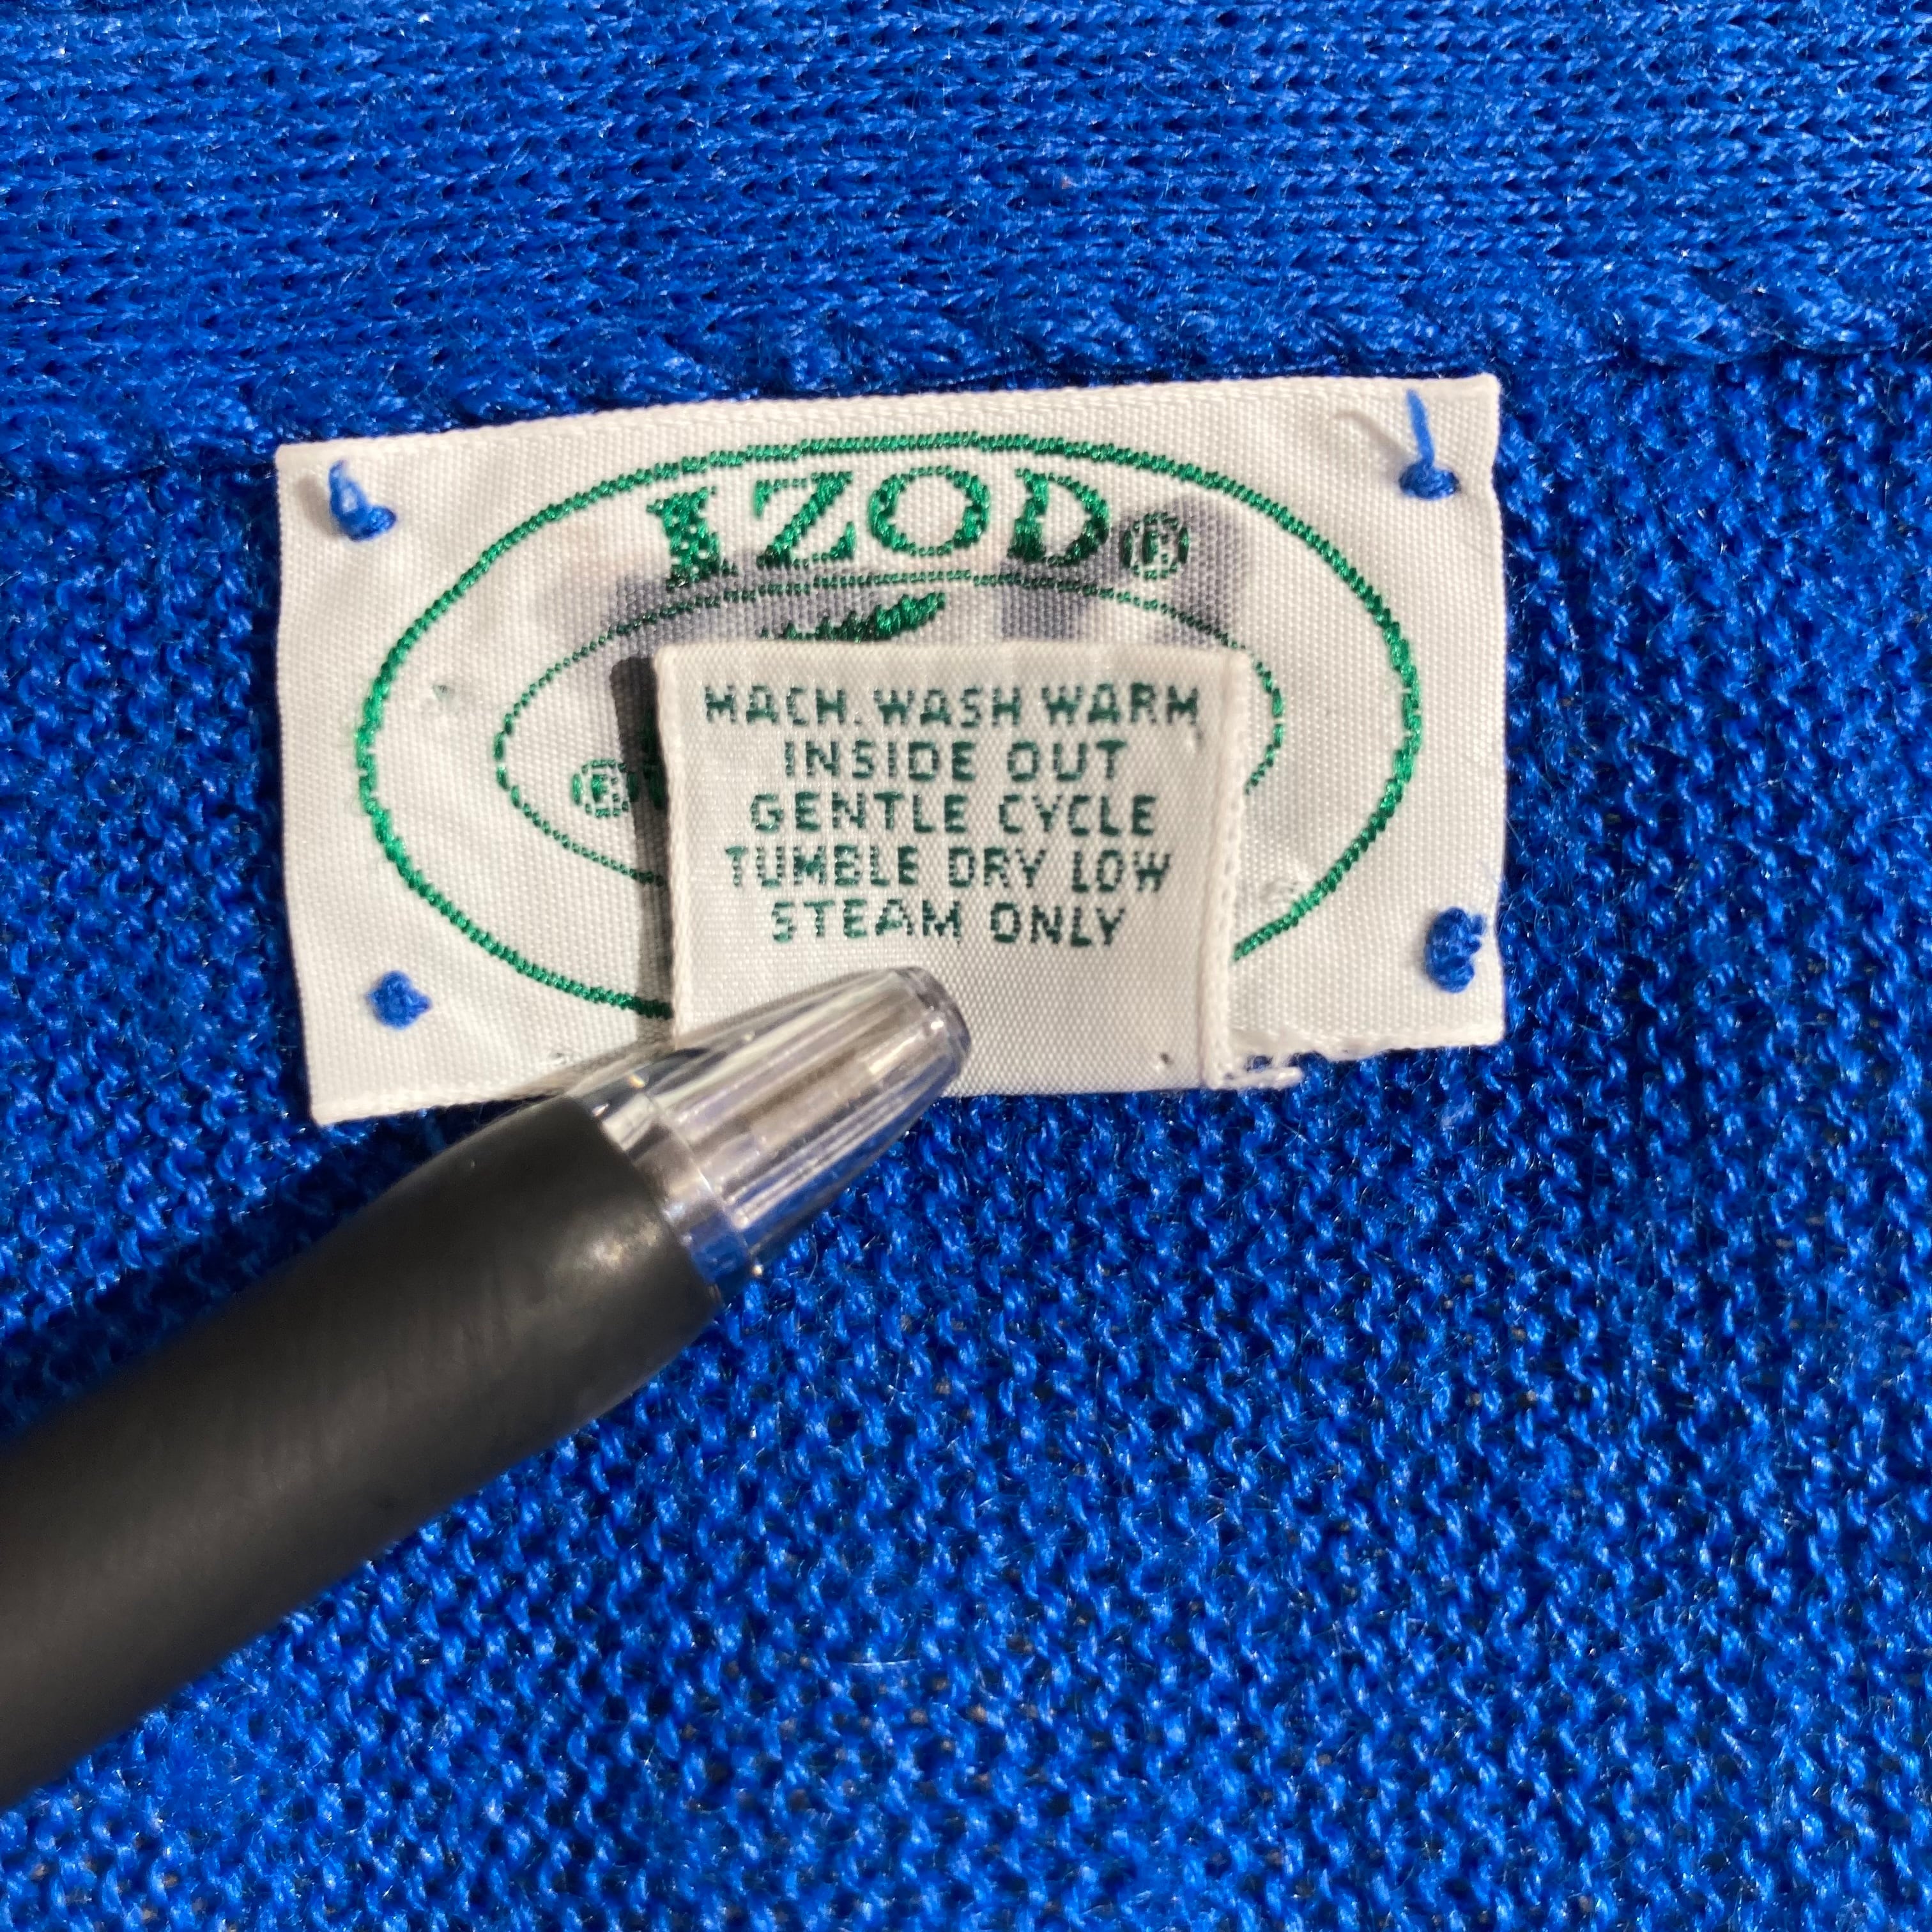 IZOD®
®
MACH. WASH WARM
INSIDE OUT
GENTLE CYCLE
TUMBLE DRY LOW
STEAM ONLY